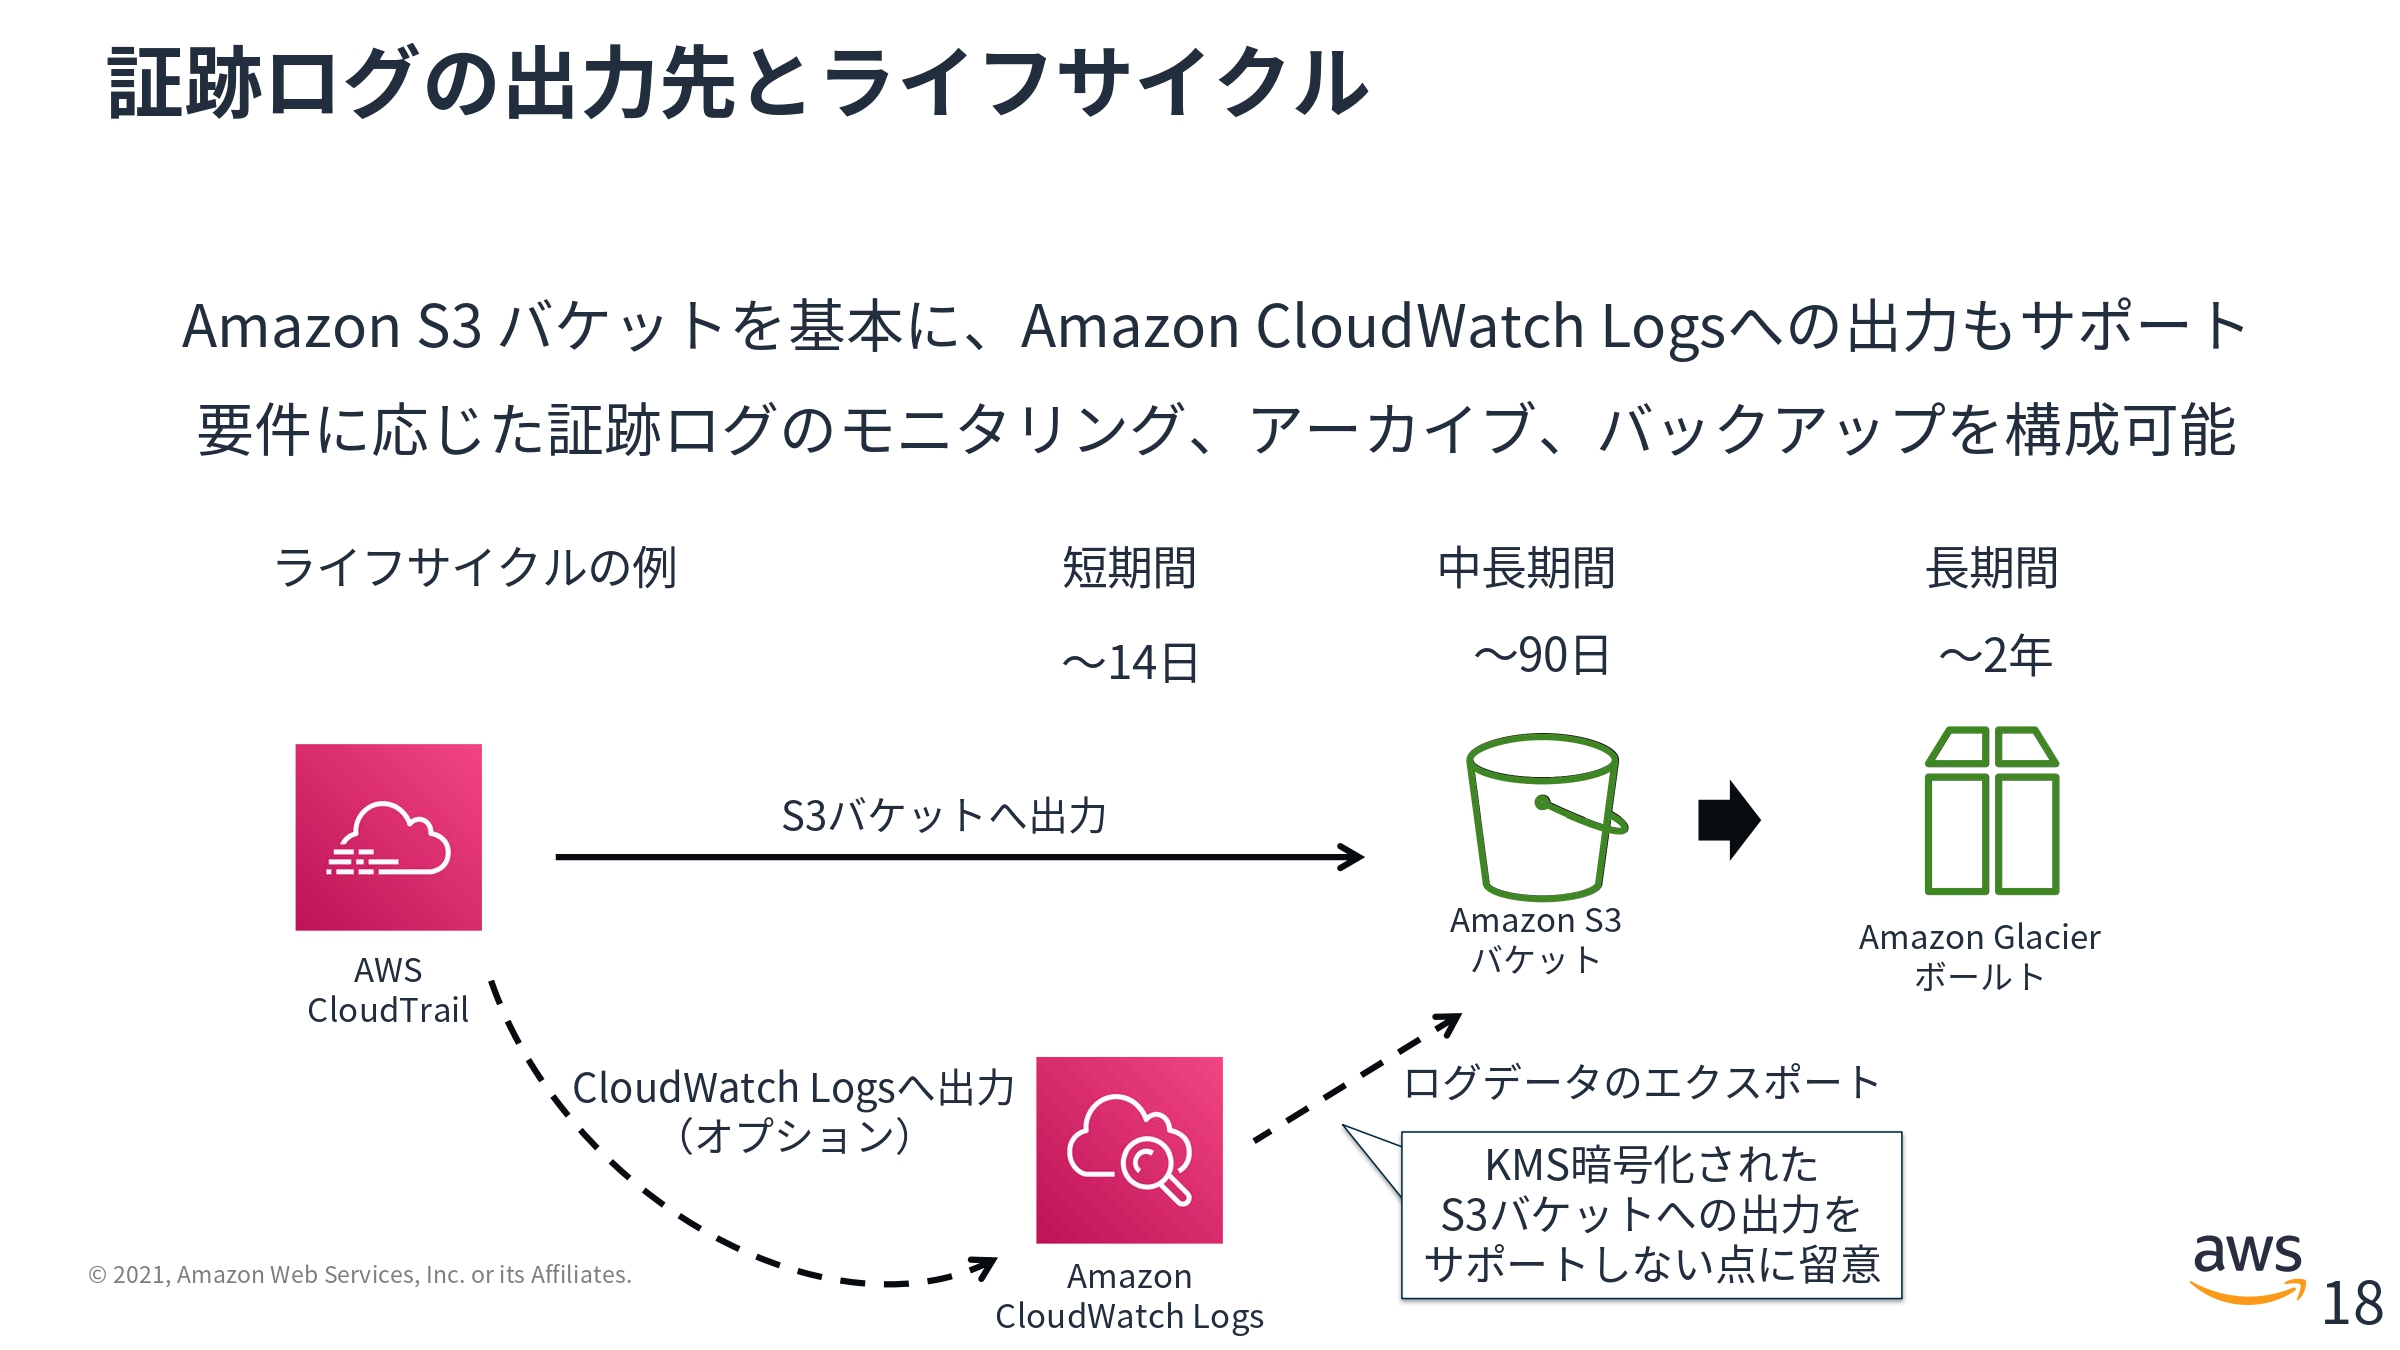 証跡ログの出力先とライフサイクル
Amazon S3 バケットを基本に、Amazon CloudWatch Logsへの出力もサポート
要件に応じた証跡ログのモニタリング、アーカイブ、バックアップを構成可能
ライフサイクルの例
短期間
中長期間
長期間
～14日
～90日
～2年
S3バケットへ出力
AWS
CloudTrail
Amazon S3
バケット
Amazon Glacier
ボールト
CloudWatch Logsへ出力
（オプション）
ログデータのエクスポート
KMS暗号化された
S3バケットへの出力を
サポートしない点に留意
Amazon
CloudWatch Logs
© 2021, Amazon Web Services, Inc. or its Affiliates.
aws
18